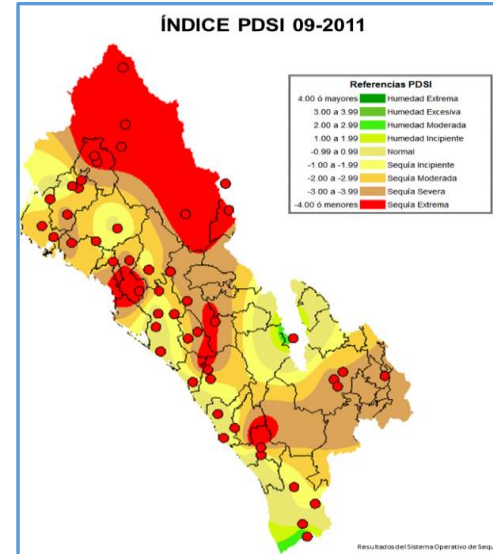 ÍNDICE PDSI 09-2011
Referencias PDSI
4.00 ó mayores Humedad Extrema
3.00 a 3.99 Humedad Excesiva
2.00 a 2.99 Humedad Moderada
1.00 a 1.99 Humedad Incipiente
-0.99 a 0.99 Normal
-1.00 a -1.99 Sequía Incipiente
-2.00 a -2.99 Sequía Moderada
-3.00 a -3.99 Sequía Severa
-4.00 ó menores Sequía Extrema
Resultados del Sistema Operativo de Sequ